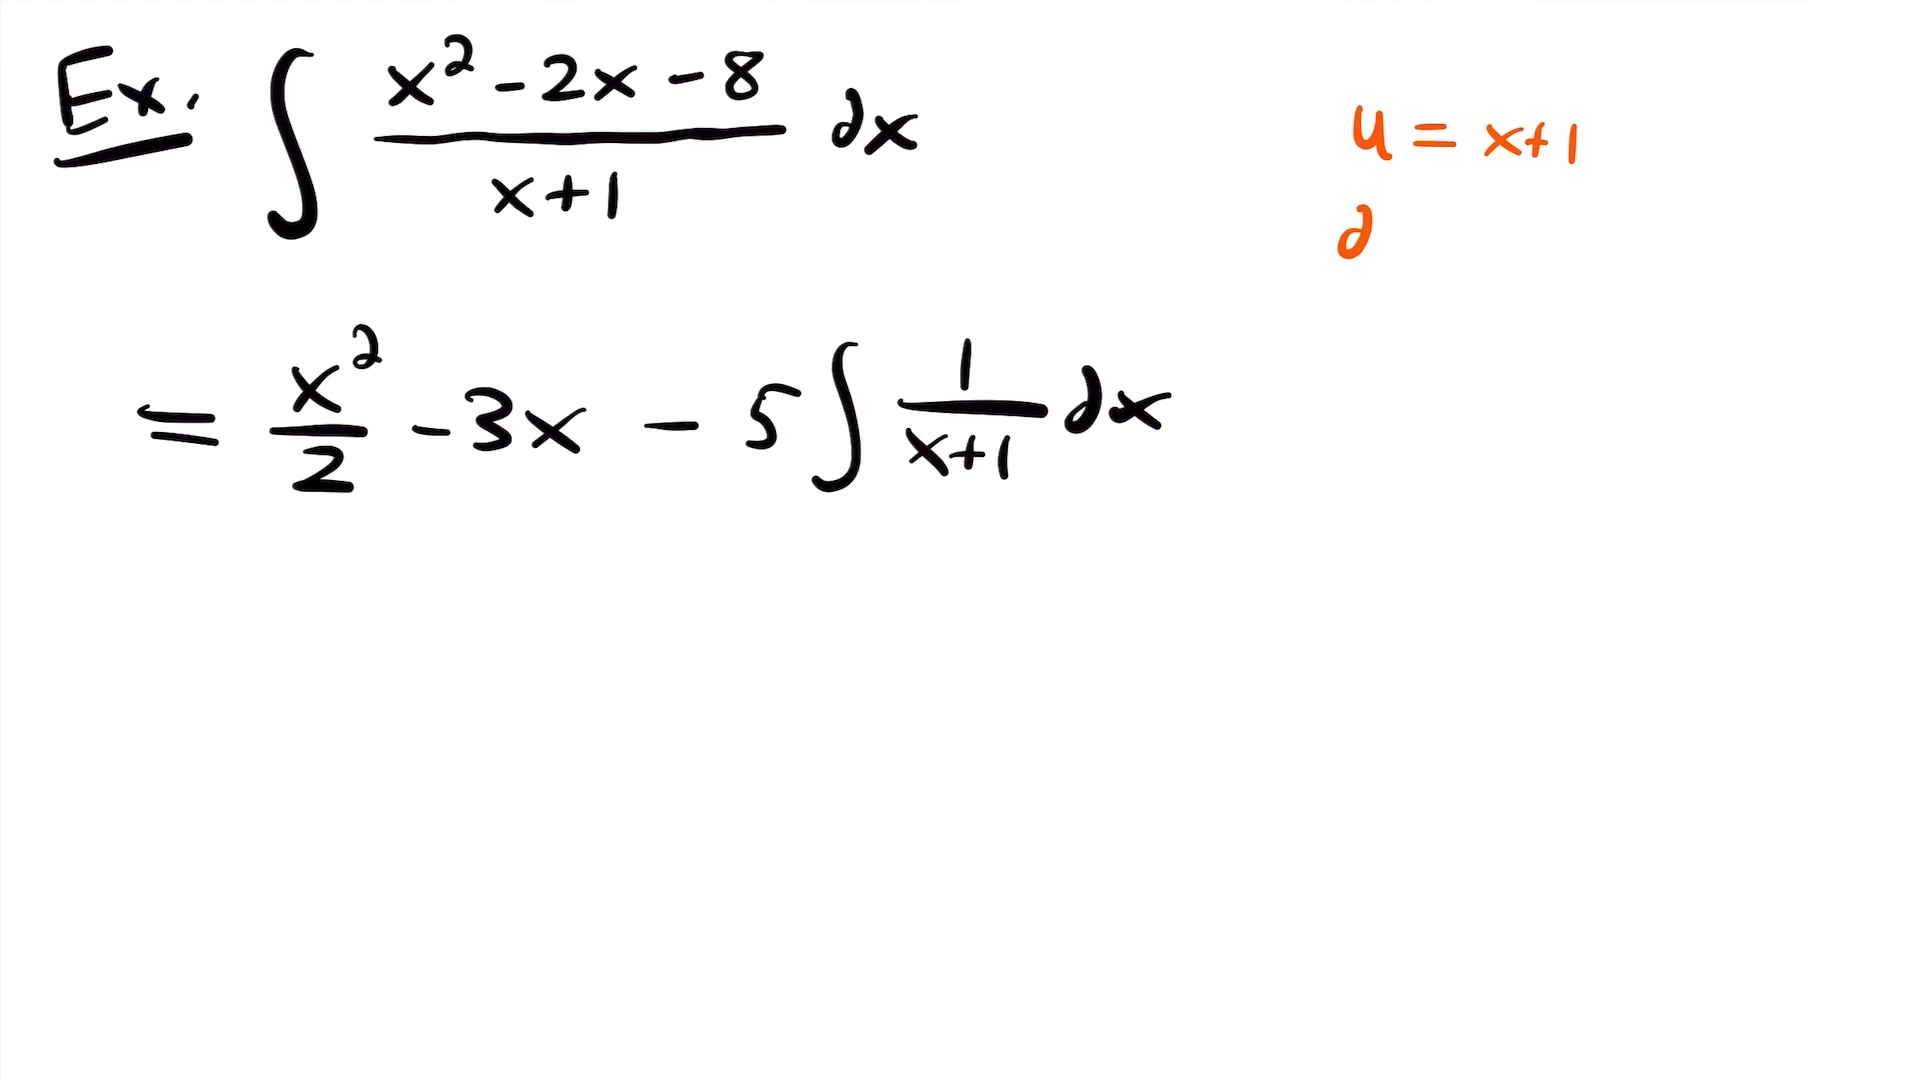 Ex. ∫ (x² - 2x - 8)/(x+1) dx
u = x+1
d
= x²/2 - 3x - 5 ∫ 1/(x+1) dx